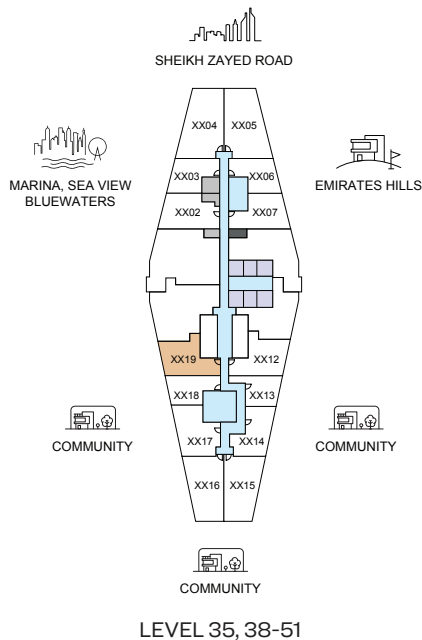 SHEIKH ZAYED ROAD
XX04 XX05
MARINA, SEA VIEW
BLUEWATERS
EMIRATES HILLS
XX03 XX06
XX02 XX07
XX19 XX12
XX18 XX13
XX17 XX14
COMMUNITY
COMMUNITY
XX16 XX15
COMMUNITY
LEVEL 35, 38-51